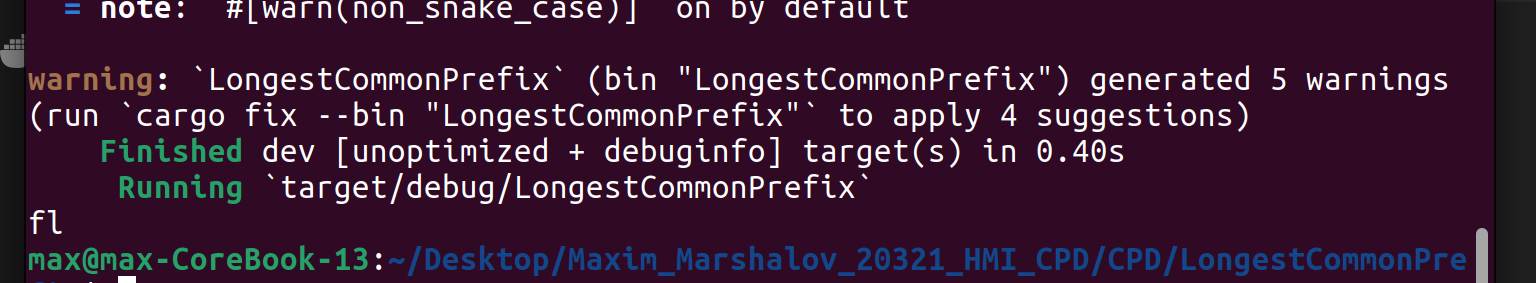 = note: `#[warn(non_snake_case)]` on by default
warning: `LongestCommonPrefix` (bin "LongestCommonPrefix") generated 5 warnings
(run `cargo fix --bin "LongestCommonPrefix"` to apply 4 suggestions)
Finished dev [unoptimized + debuginfo] target(s) in 0.40s
Running `target/debug/LongestCommonPrefix`
fl
max@max-CoreBook-13:~/Desktop/Maxim_Marshalov_20321_HMI_CPD/CPD/LongestCommonPre